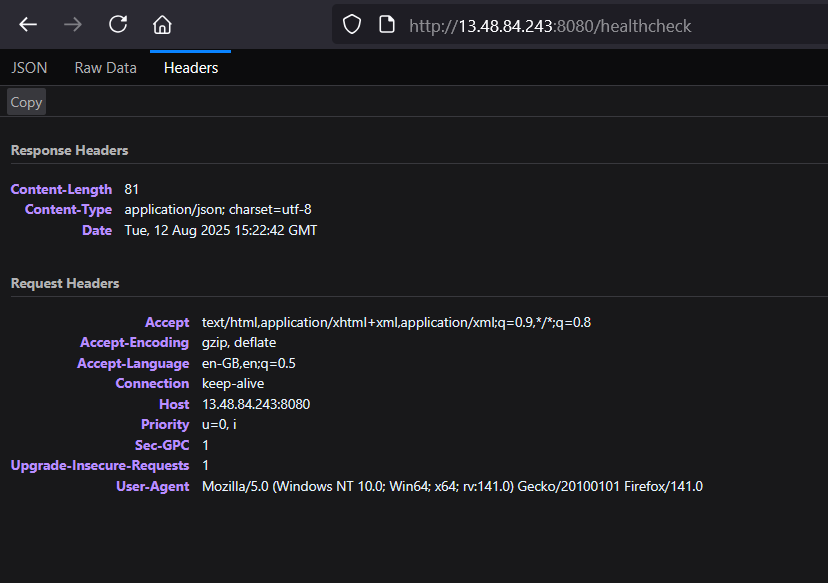 http://13.48.84.243:8080/healthcheck
JSON Raw Data Headers
Copy
Response Headers
Content-Length 81
Content-Type application/json; charset=utf-8
Date Tue, 12 Aug 2025 15:22:42 GMT
Request Headers
Accept text/html,application/xhtml+xml,application/xml;q=0.9,*/*;q=0.8
Accept-Encoding gzip, deflate
Accept-Language en-GB,en;q=0.5
Connection keep-alive
Host 13.48.84.243:8080
Priority u=0, i
Sec-GPC 1
Upgrade-Insecure-Requests 1
User-Agent Mozilla/5.0 (Windows NT 10.0; Win64; x64; rv:141.0) Gecko/20100101 Firefox/141.0